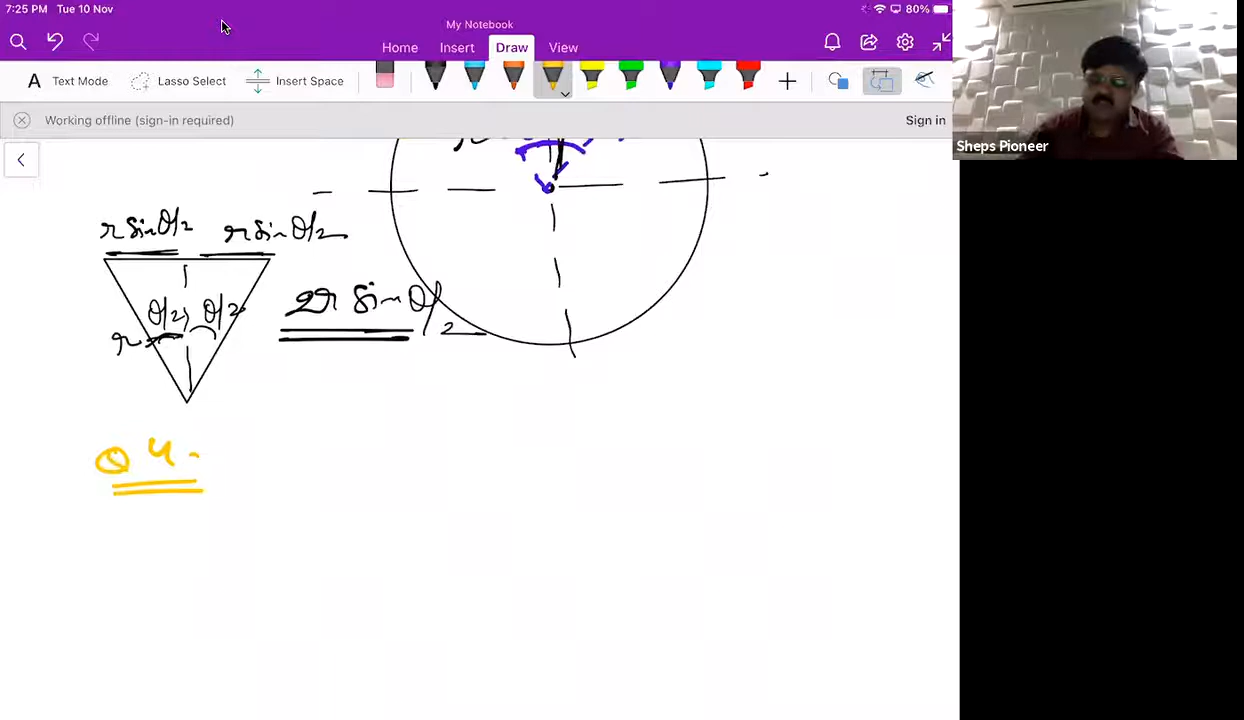 7:25 PM Tue 10 Nov
80%
My Notebook
Home Insert Draw View
A Text Mode Lasso Select Insert Space
Working offline (sign-in required) Sign in
Sheps Pioneer
r sin θ/2 r sin θ/2
θ/2 θ/2
r
2r sin θ/2
Q 4 -